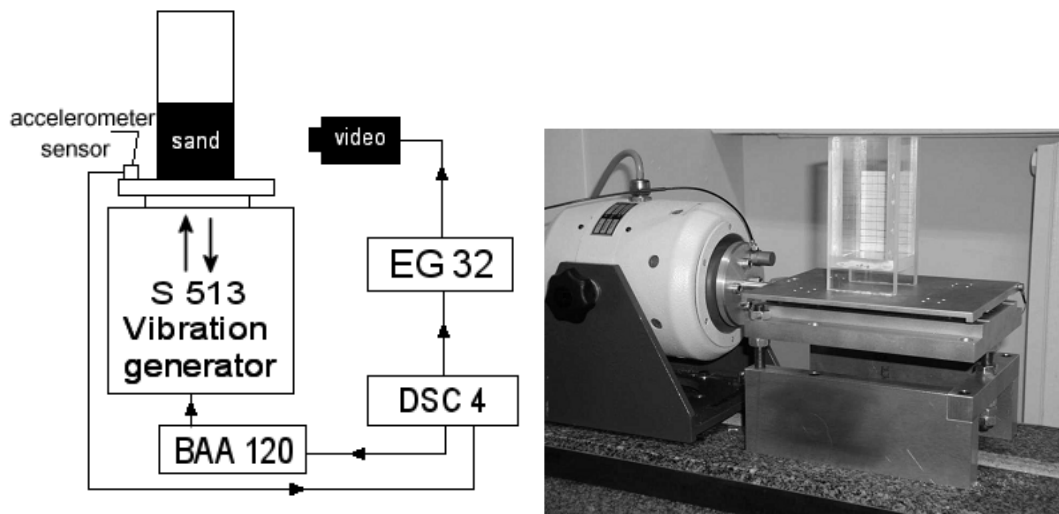 accelerometer
sensor
sand
video
EG 32
S 513
Vibration
generator
DSC 4
BAA 120